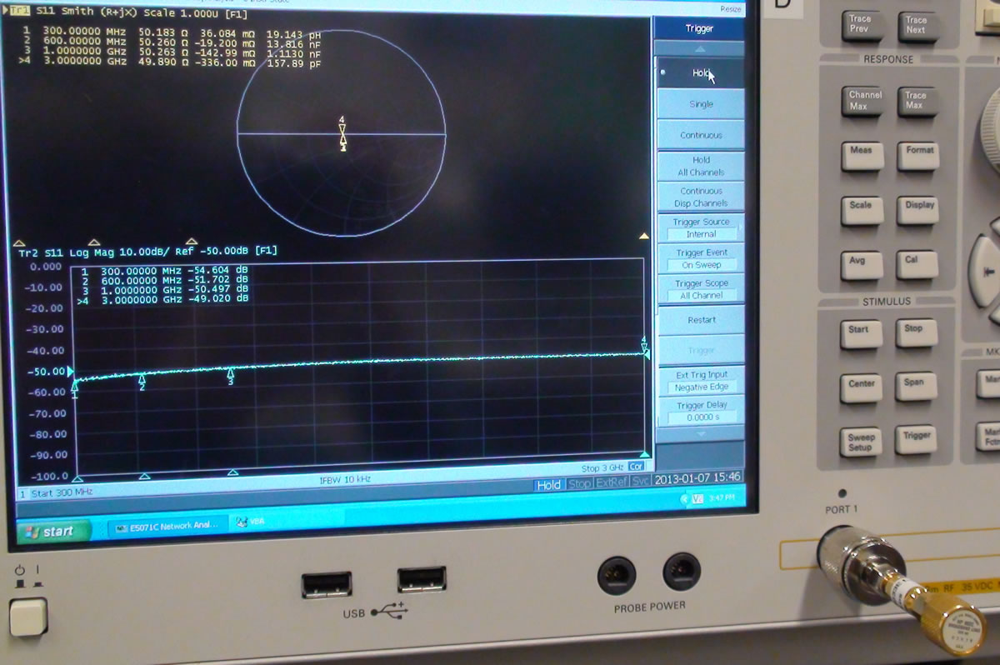 Resize
Tr1 S11 Smith (R+jX) Scale 1.000U [F1]
1 300.00000 MHz 50.183 Ω 36.084 mΩ 19.143 pH
2 600.00000 MHz 50.260 Ω -19.200 mΩ 13.816 nF
3 1.0000000 GHz 50.263 Ω -142.99 mΩ 1.1130 nF
>4 3.0000000 GHz 49.890 Ω -336.00 mΩ 157.89 pF
4
1
Tr2 S11 Log Mag 10.00dB/ Ref -50.00dB [F1]
0.000
-10.00
-20.00
-30.00
-40.00
-50.00
-60.00
-70.00
-80.00
-90.00
-100.0
1 300.00000 MHz -54.604 dB
2 600.00000 MHz -51.702 dB
3 1.0000000 GHz -50.497 dB
>4 3.0000000 GHz -49.020 dB
1
2
3
4
1 Start 300 MHz
IFBW 10 kHz
Stop 3 GHz Cor
Hold Stop ExtRef Svc 2013-01-07 15:46
start
E5071C Network Anal...
VBA
3:47 PM
Trigger
Hold
Single
Continuous
Hold
All Channels
Continuous
Disp Channels
Trigger Source
Internal
Trigger Event
On Sweep
Trigger Scope
All Channel
Restart
Trigger
Ext Trig Input
Negative Edge
Trigger Delay
0.0000 s
Trace
Prev
Trace
Next
RESPONSE
Channel
Max
Trace
Max
Meas
Format
Scale
Display
Avg
Cal
STIMULUS
Start
Stop
Center
Span
Sweep
Setup
Trigger
PORT 1
RF 35 VDC
USB
PROBE POWER